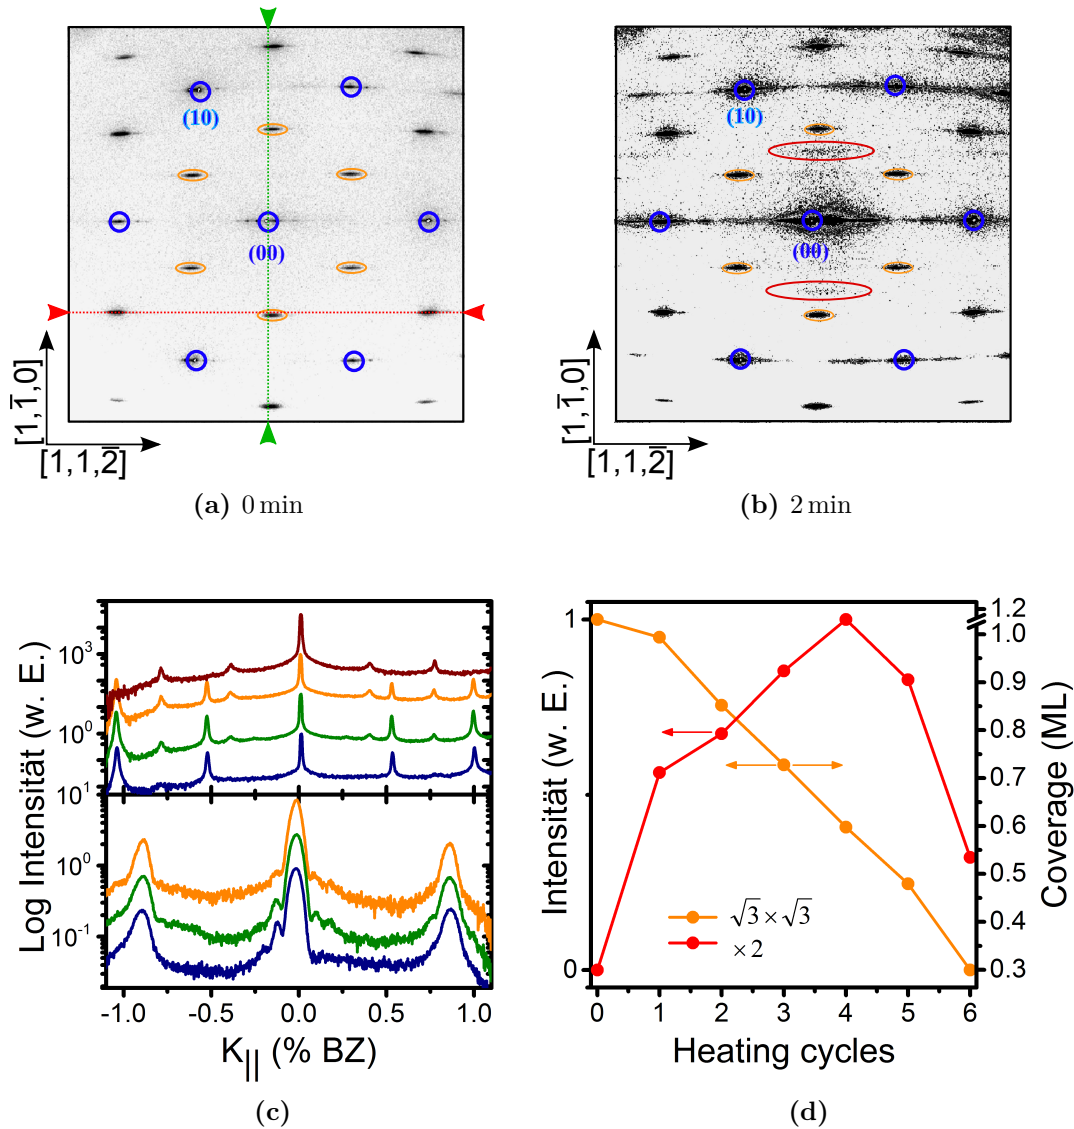 (10)
(00)
[1,1̅,0]
[1,1,2̅]
(a) 0 min
(10)
(00)
[1,1̅,0]
[1,1,2̅]
(b) 2 min
Log Intensität (w. E.)
10³
10⁰
10¹
10⁰
10⁻¹
-1.0 -0.5 0.0 0.5 1.0
K|| (% BZ)
(c)
Intensität (w. E.)
1
0
√3×√3
×2
1.2
1.0
0.9
0.8
0.7
0.6
0.5
0.4
0.3
Coverage (ML)
0 1 2 3 4 5 6
Heating cycles
(d)